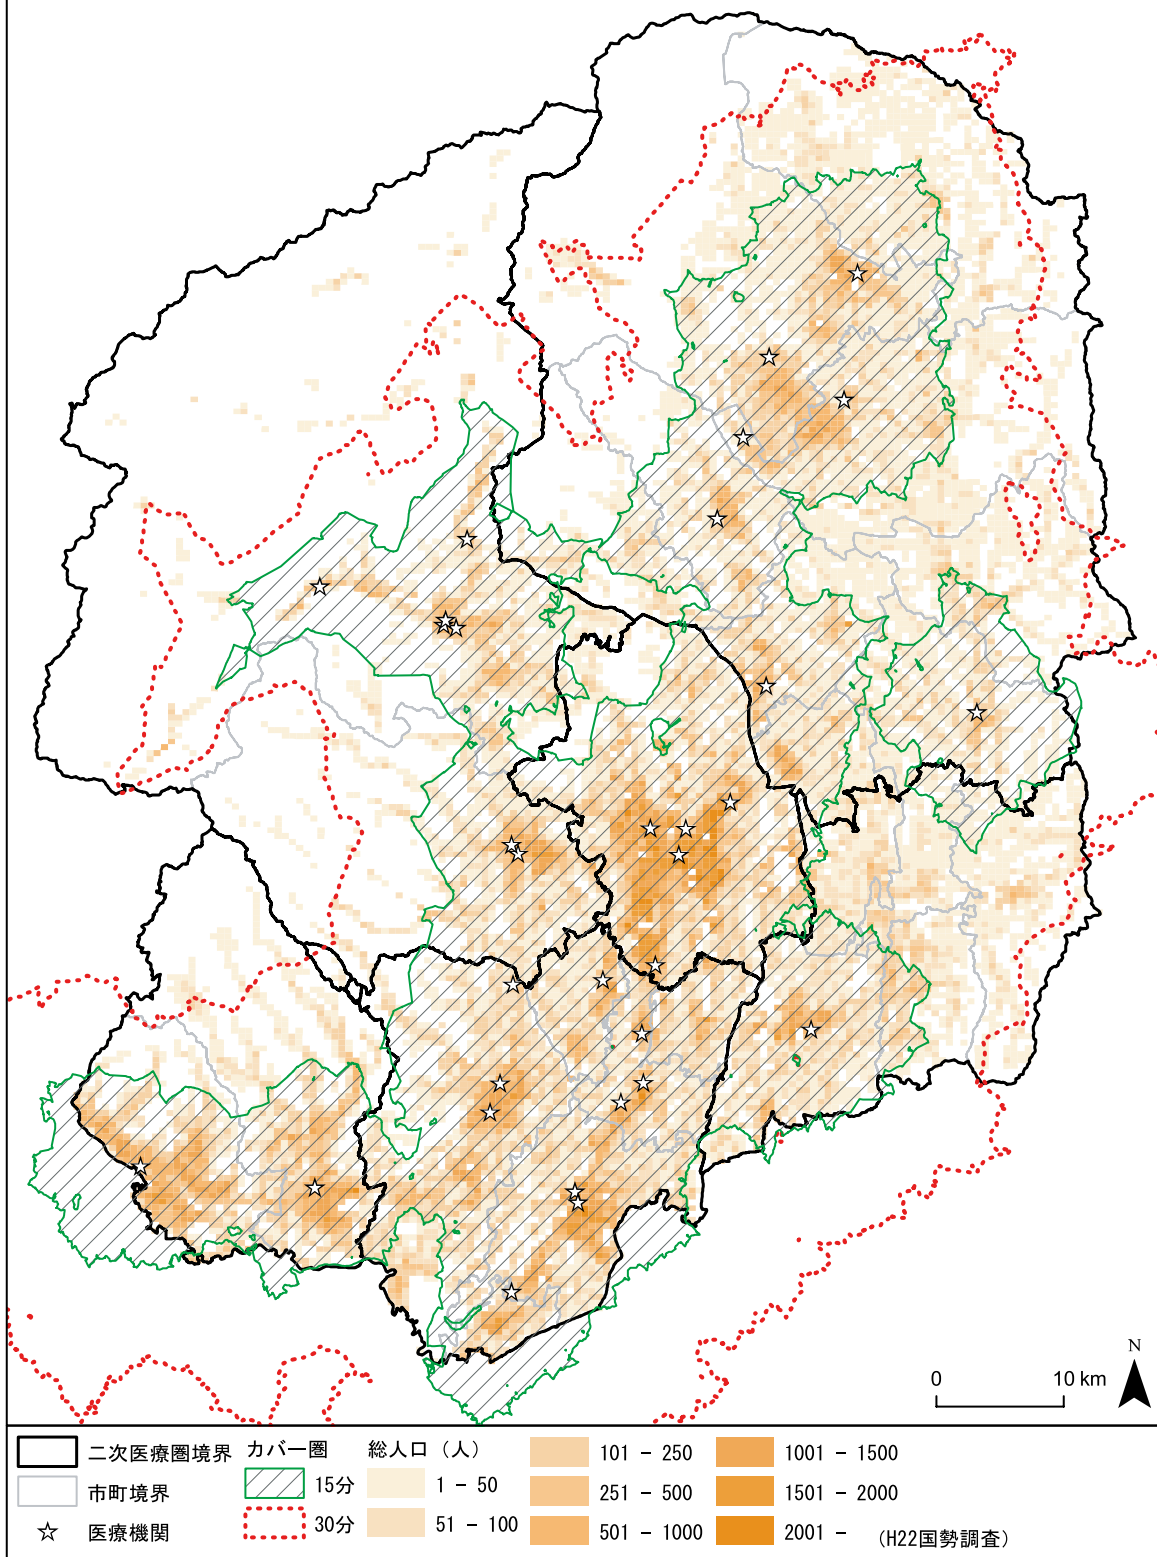 N
0 10 km
二次医療圏境界
市町境界
医療機関
カバー圏
15分
30分
総人口（人）
1 - 50
51 - 100
101 - 250
251 - 500
501 - 1000
1001 - 1500
1501 - 2000
2001 -
(H22国勢調査)